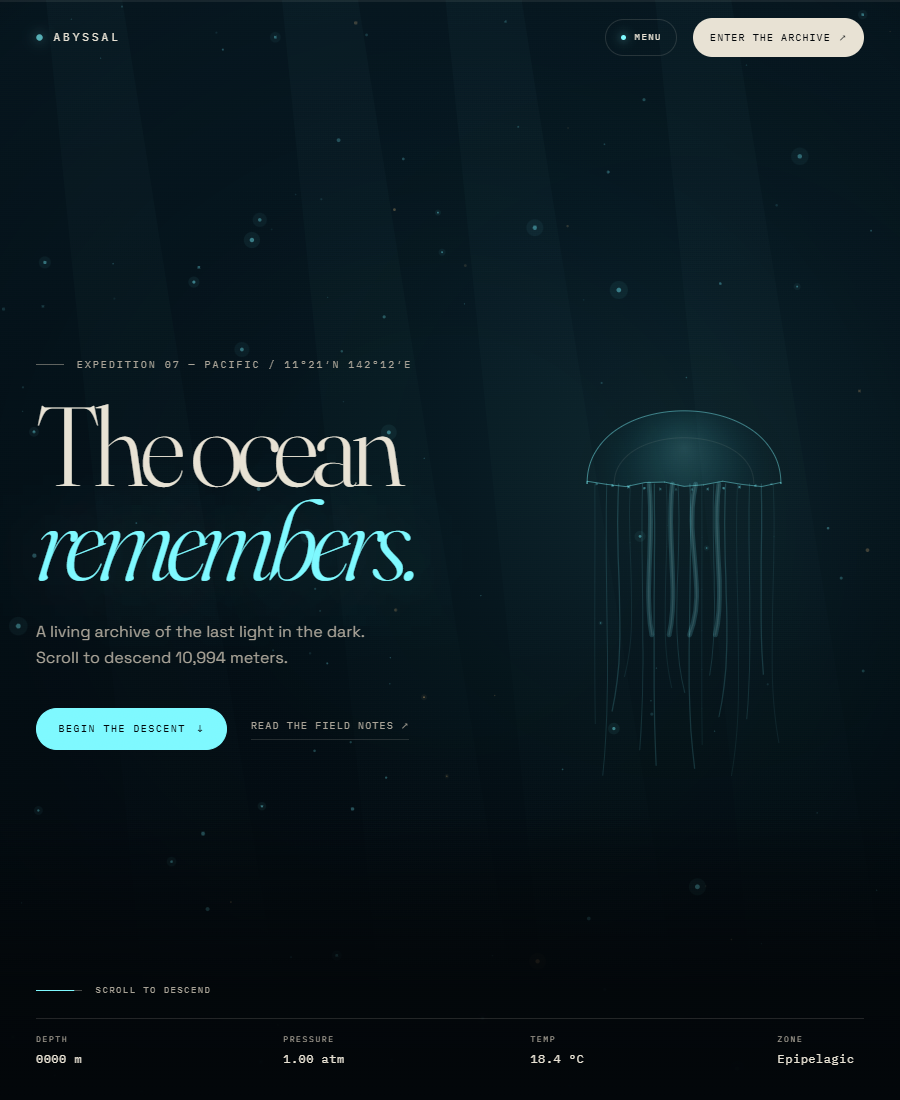 ABYSSAL
MENU
ENTER THE ARCHIVE ↗
EXPEDITION 07 — PACIFIC / 11°21′N 142°12′E
The ocean
remembers.
A living archive of the last light in the dark.
Scroll to descend 10,994 meters.
BEGIN THE DESCENT ↓
READ THE FIELD NOTES ↗
SCROLL TO DESCEND
DEPTH
0000 m
PRESSURE
1.00 atm
TEMP
18.4 °C
ZONE
Epipelagic